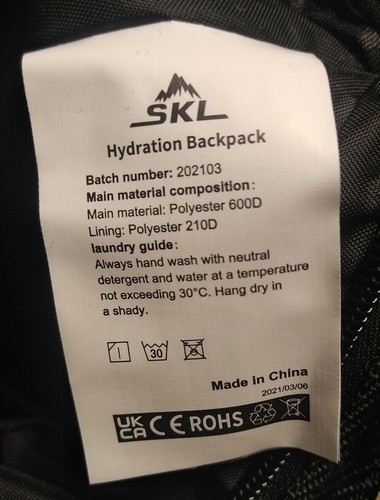 SKL
Hydration Backpack
Batch number: 202103
Main material composition:
Main material: Polyester 600D
Lining: Polyester 210D
laundry guide:
Always hand wash with neutral
detergent and water at a temperature
not exceeding 30°C. Hang dry in
a shady.
30
Made in China
2021/03/06
UK
CA CE ROHS